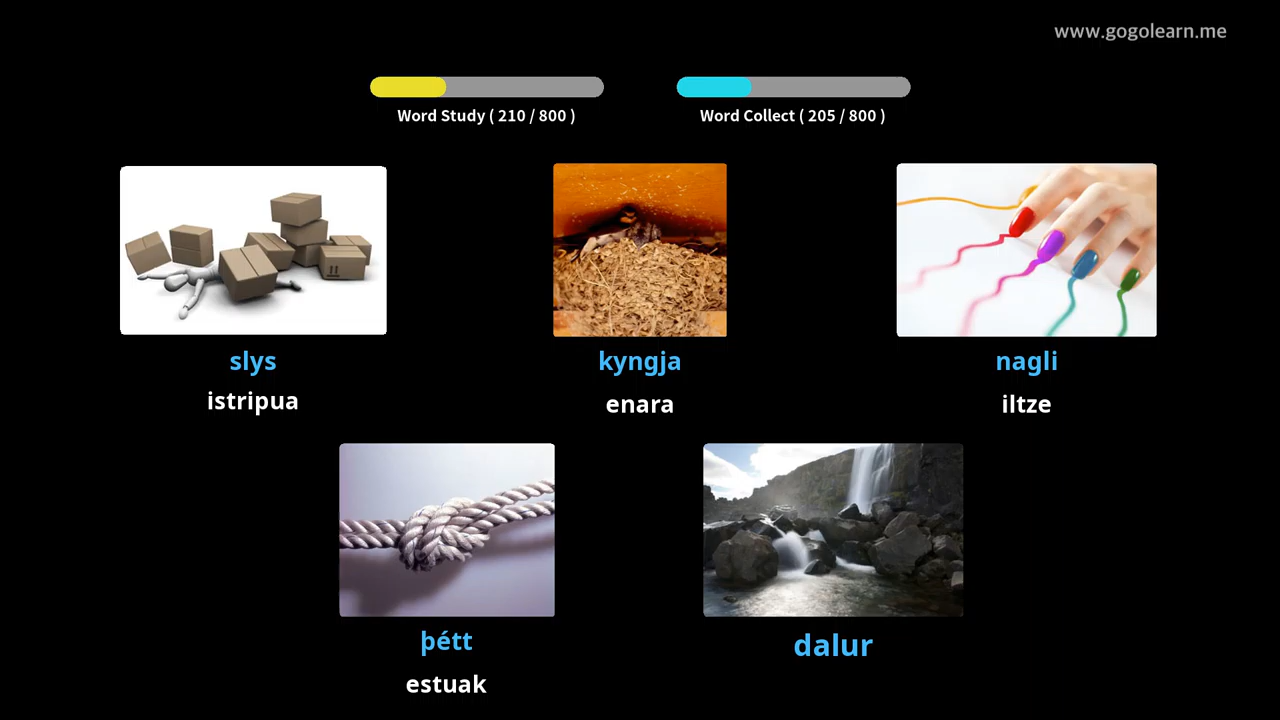 www.gogolearn.me
Word Study ( 210 / 800 )
Word Collect ( 205 / 800 )
slys
istripua
kyngja
enara
nagli
iltze
þétt
estuak
dalur